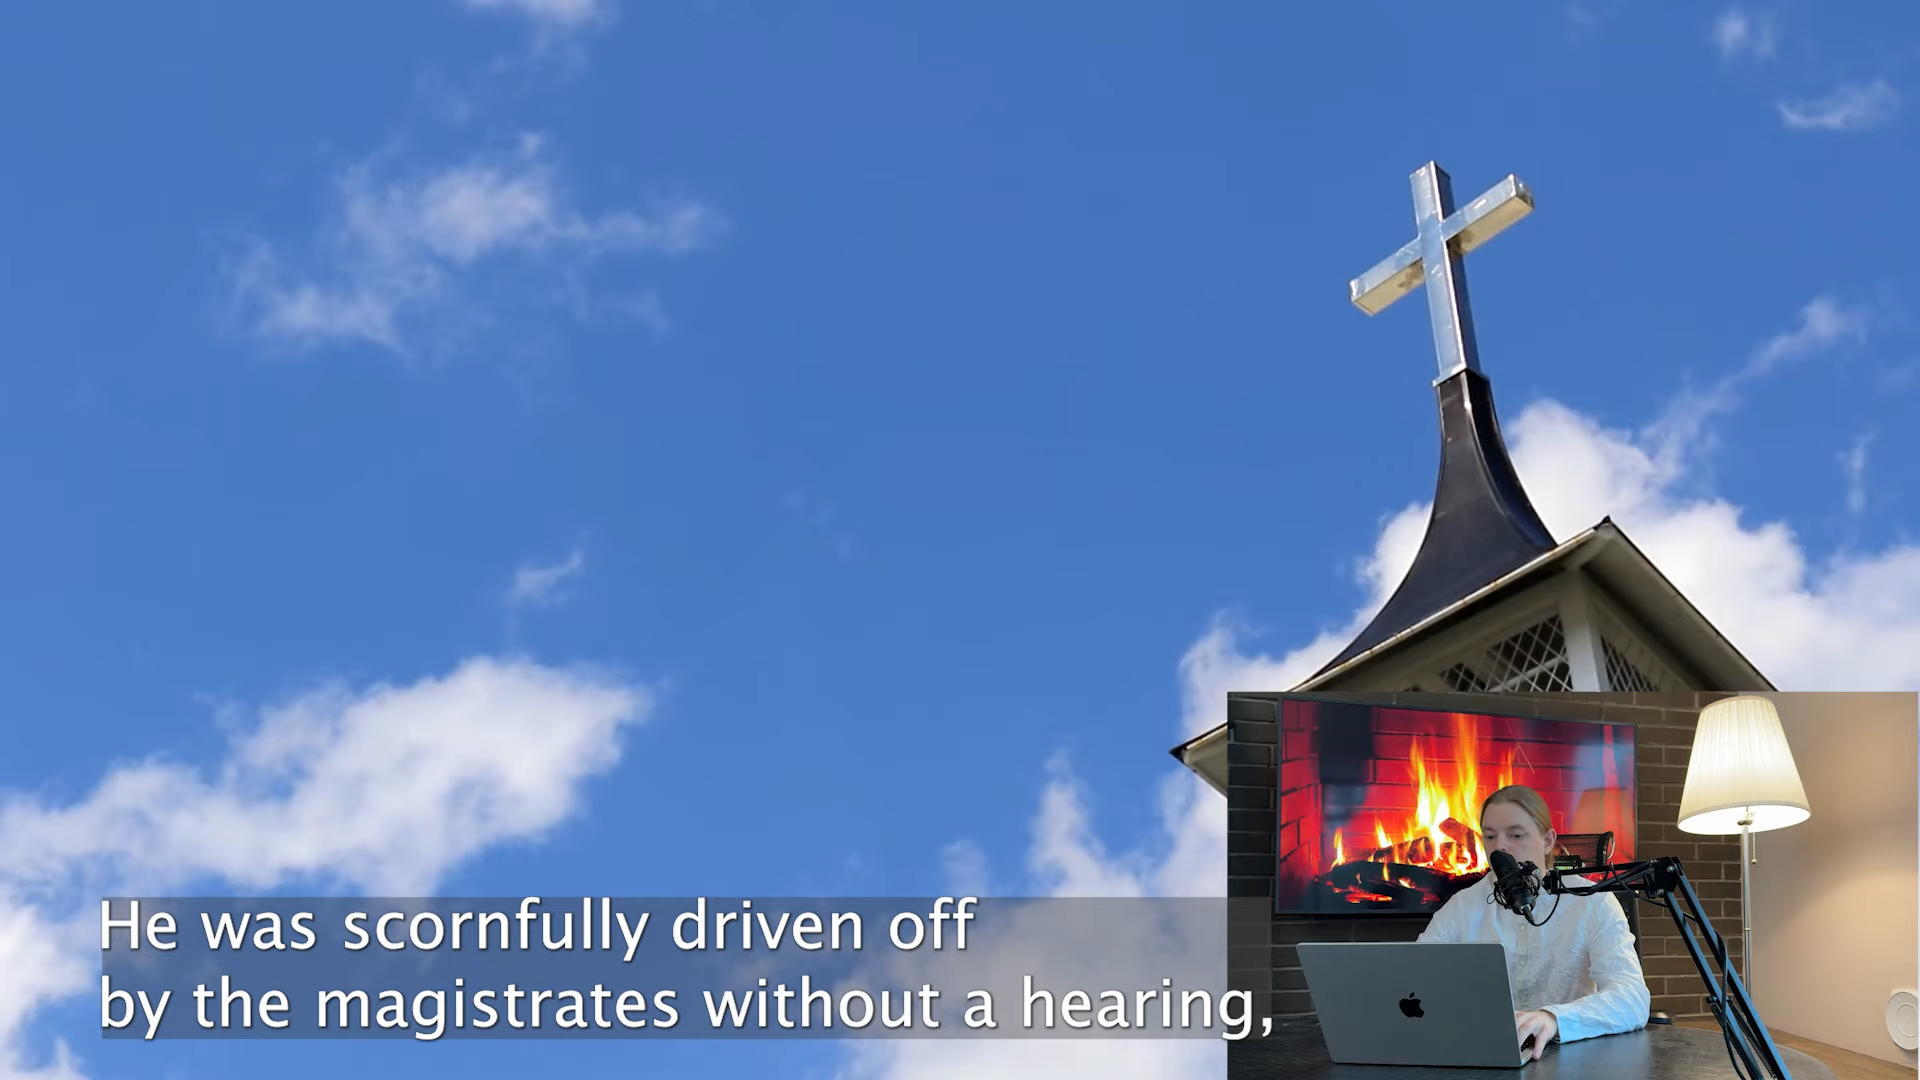 He was scornfully driven off
by the magistrates without a hearing,